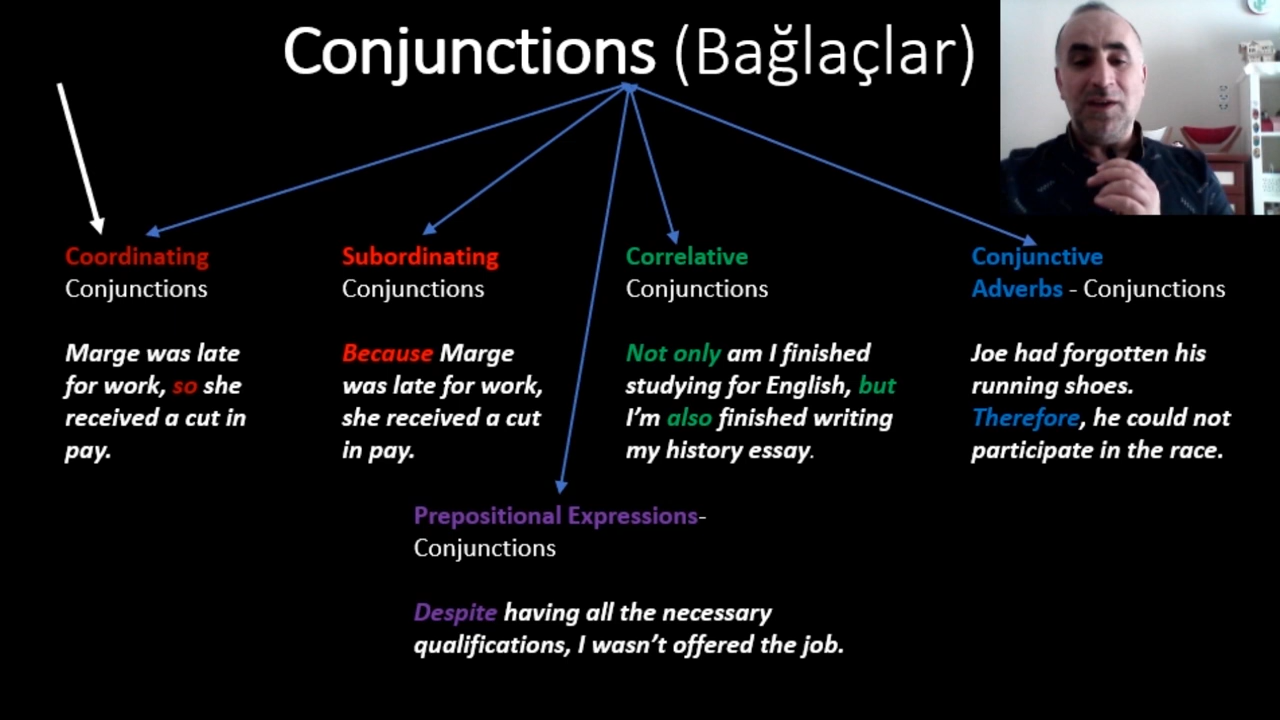 Conjunctions (Bağlaçlar)
Coordinating
Conjunctions
Marge was late
for work, so she
received a cut in
pay.
Subordinating
Conjunctions
Because Marge
was late for work,
she received a cut
in pay.
Correlative
Conjunctions
Not only am I finished
studying for English, but
I’m also finished writing
my history essay.
Conjunctive
Adverbs - Conjunctions
Joe had forgotten his
running shoes.
Therefore, he could not
participate in the race.
Prepositional Expressions-
Conjunctions
Despite having all the necessary
qualifications, I wasn’t offered the job.